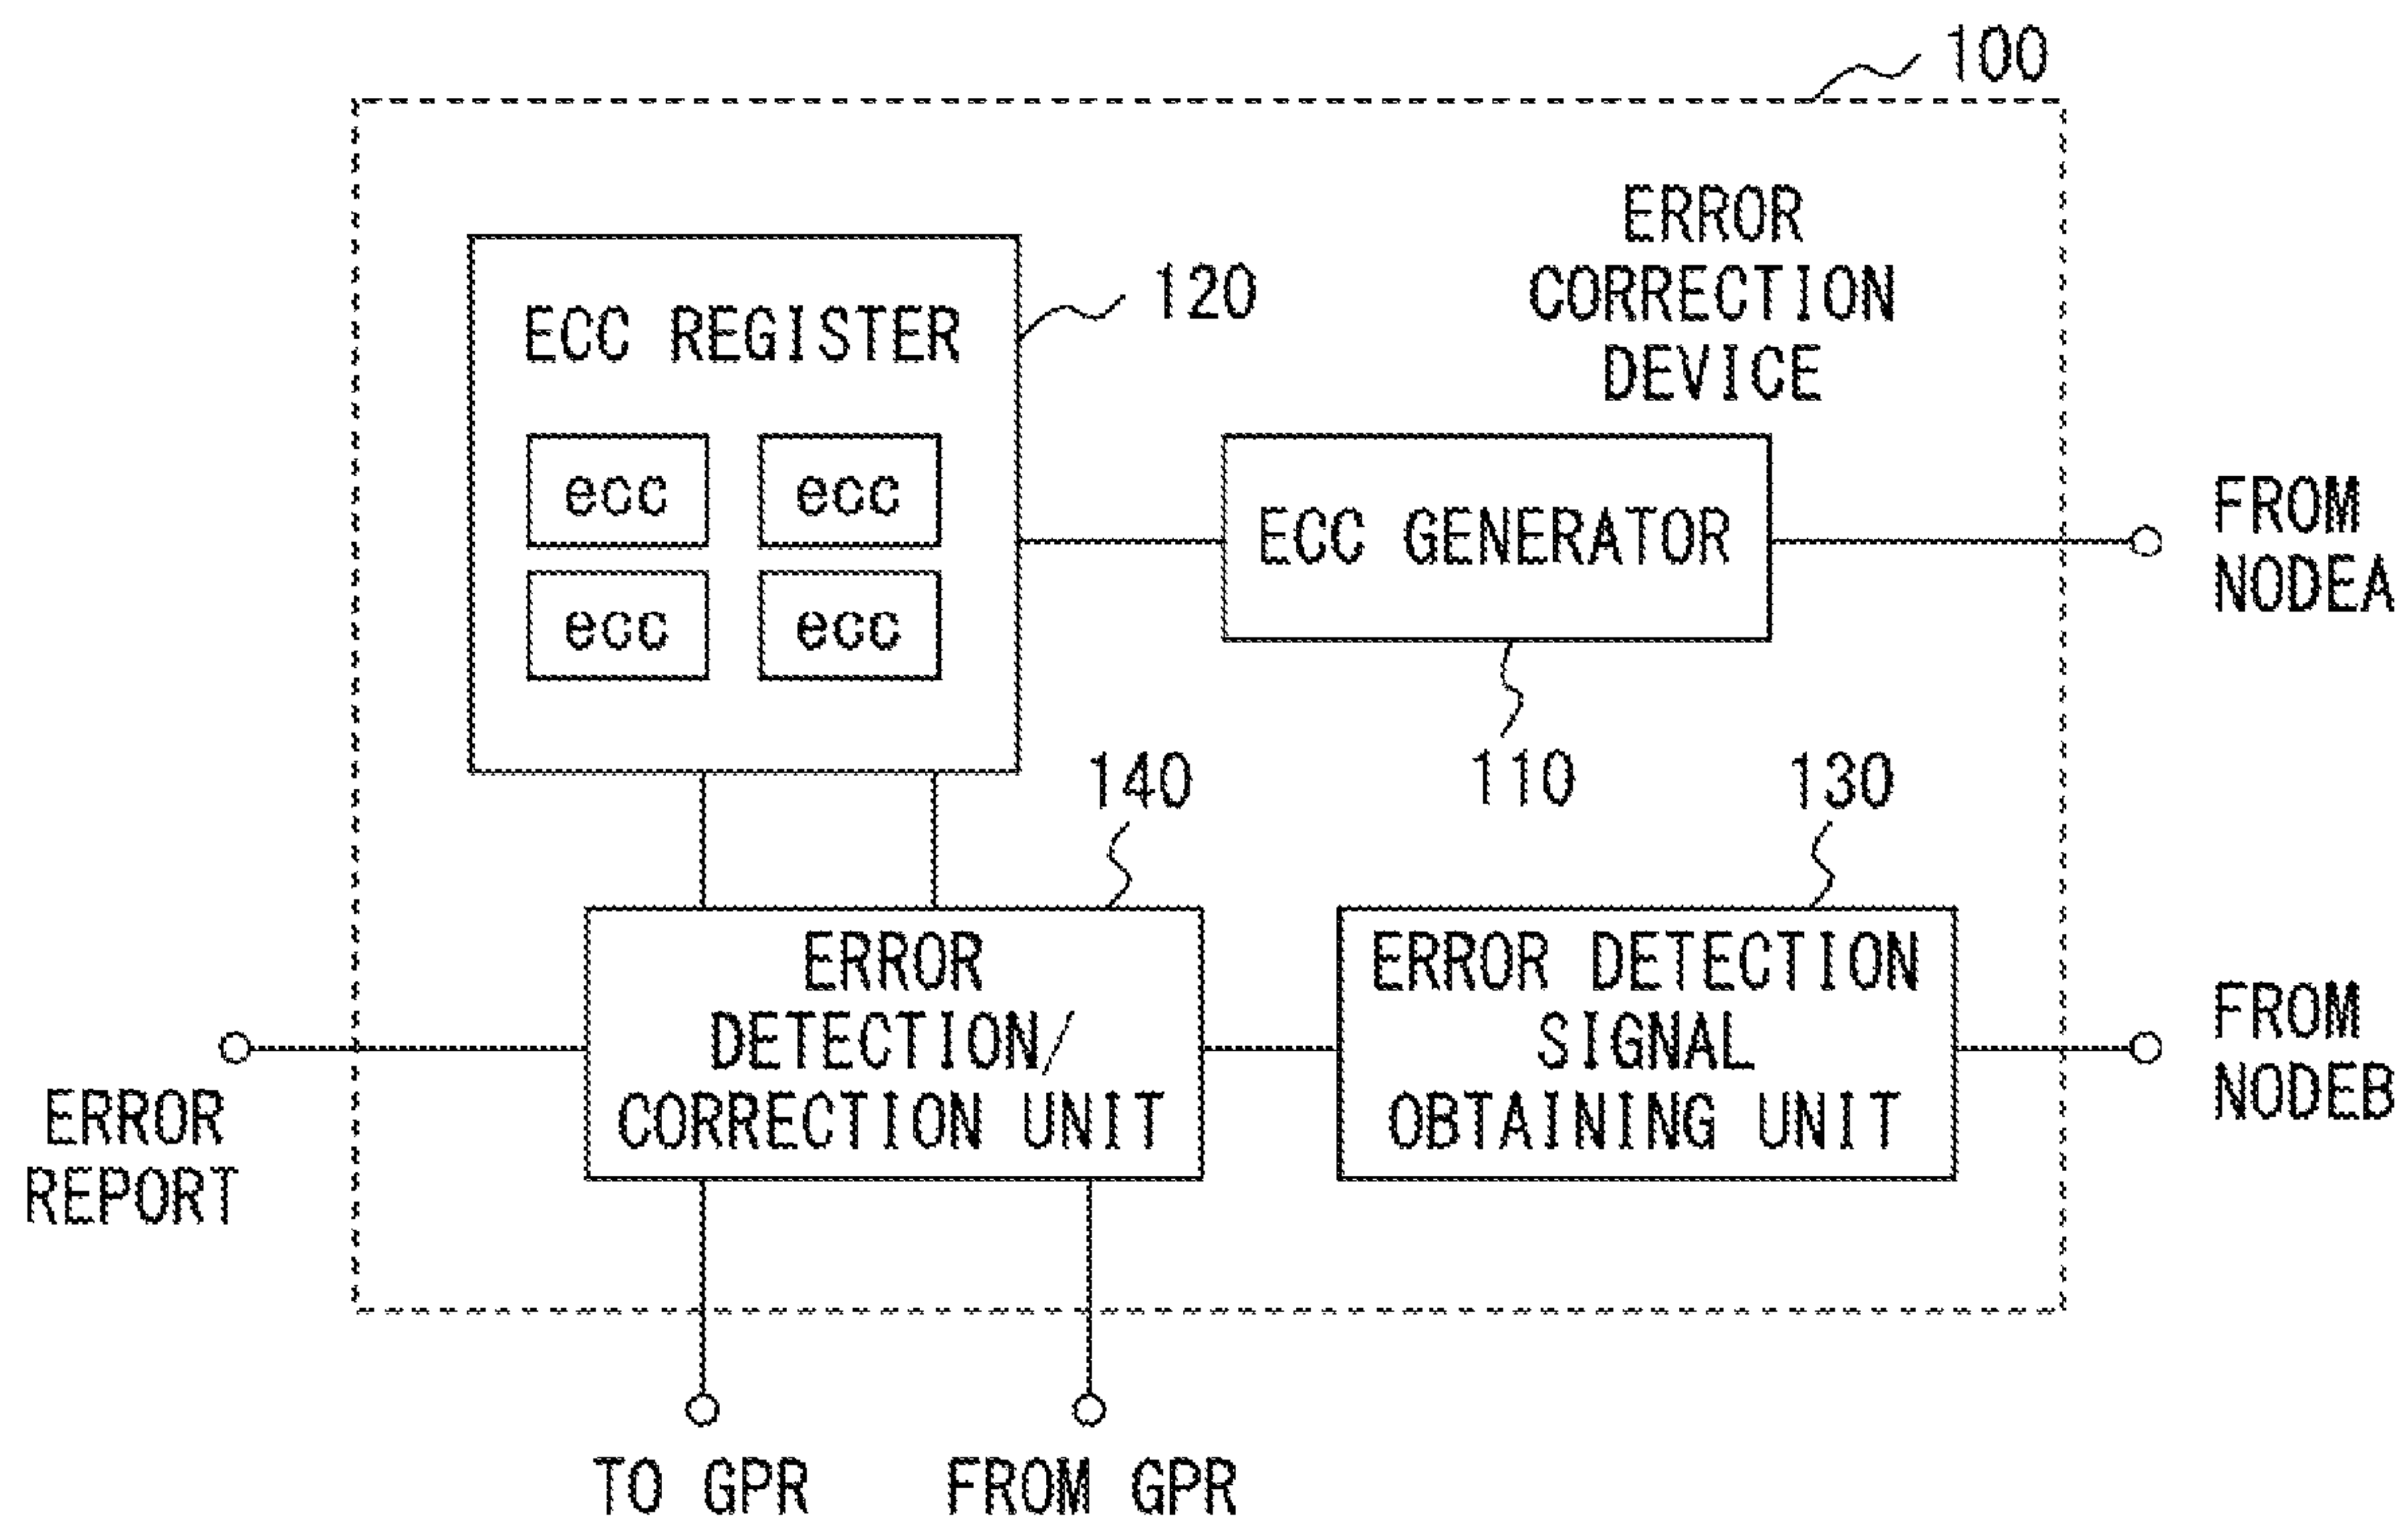 100
ERROR
CORRECTION
DEVICE
120
ECC REGISTER
ecc ecc
ecc ecc
ECC GENERATOR
FROM
NODEA
110
140
130
ERROR
DETECTION/
CORRECTION UNIT
ERROR DETECTION
SIGNAL
OBTAINING UNIT
FROM
NODEB
ERROR
REPORT
TO GPR
FROM GPR